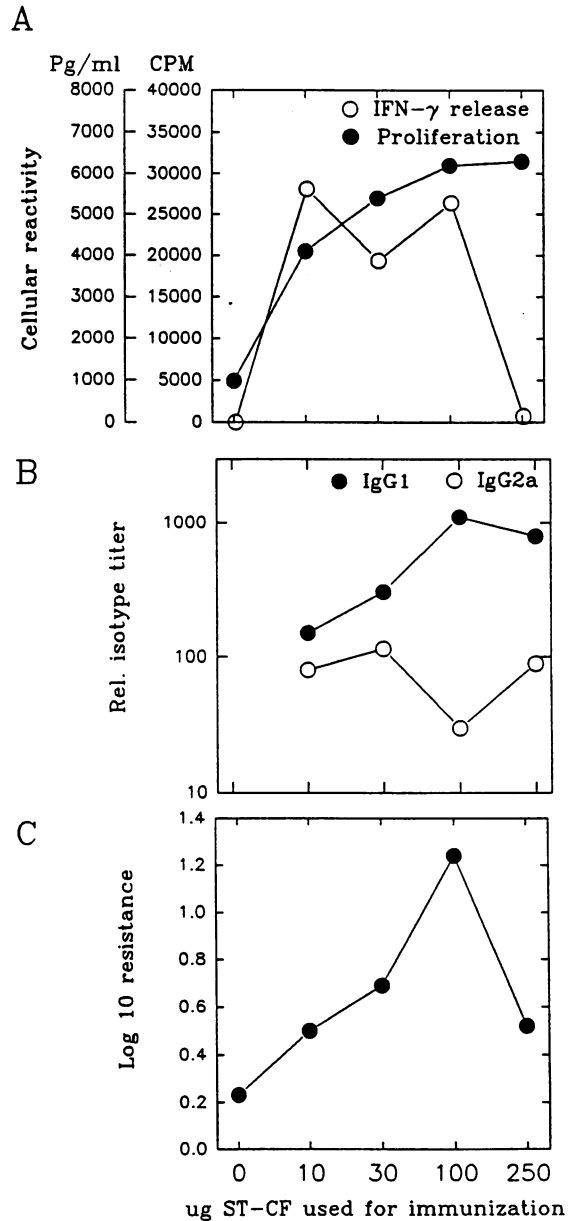 A
Pg/ml CPM
8000 40000
7000 35000
6000 30000
5000 25000
4000 20000
3000 15000
2000 10000
1000 5000
0 0
Cellular reactivity
IFN-γ release
Proliferation
B
IgG1 IgG2a
1000
100
10
Rel. isotype titer
C
1.4
1.2
1.0
0.8
0.6
0.4
0.2
0.0
Log 10 resistance
0 10 30 100 250
ug ST-CF used for immunization